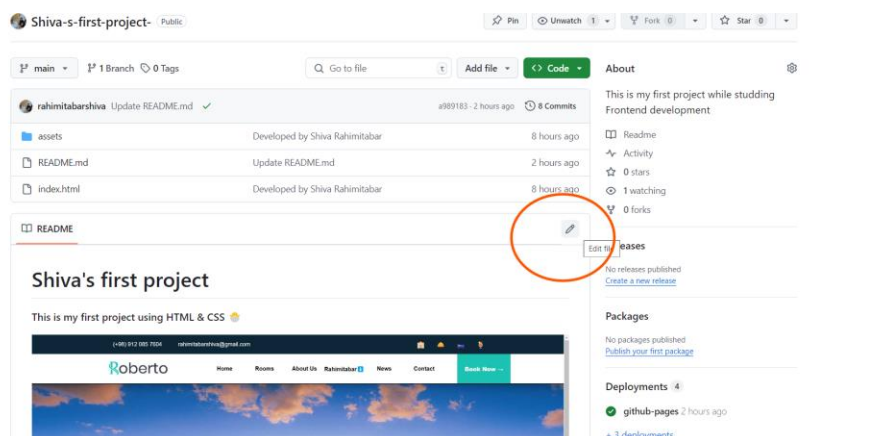 Shiva-s-first-project- Public
Pin
Unwatch 1
Fork 0
Star 0
main
1 Branch
0 Tags
Go to file
t
Add file
<> Code
rahimitabarshiva Update README.md
a989183 · 2 hours ago
8 Commits
assets Developed by Shiva Rahimitabar 8 hours ago
README.md Update README.md 2 hours ago
index.html Developed by Shiva Rahimitabar 8 hours ago
README
Edit file
Shiva's first project
This is my first project using HTML & CSS
(+98) 912 085 7604 rahimitabarshiva@gmail.com
Roberto
Home Rooms About Us Rahimitabar News Contact Book Now →
About
This is my first project while studding
Frontend development
Readme
Activity
0 stars
1 watching
0 forks
eases
No releases published
Create a new release
Packages
No packages published
Publish your first package
Deployments 4
github-pages 2 hours ago
+ 3 deployments